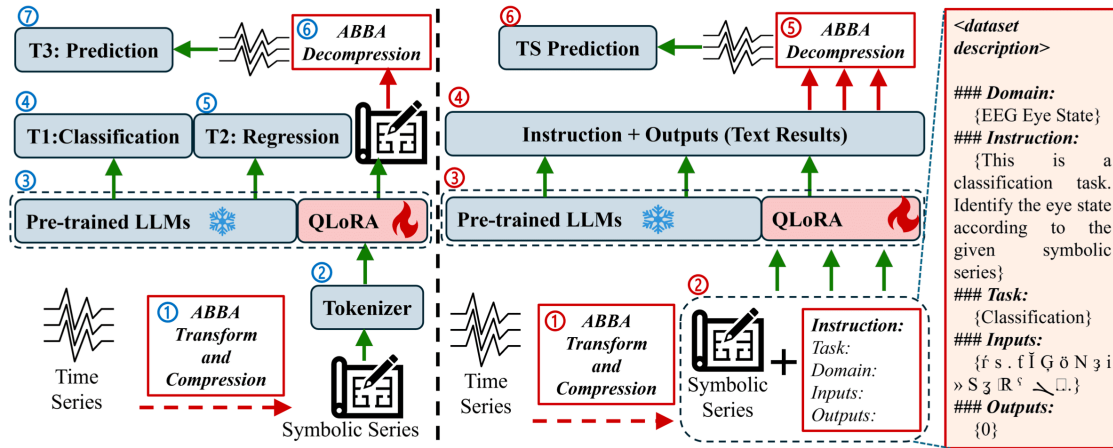 ⑦
T3: Prediction
⑥ ABBA
Decompression
④
T1:Classification
⑤
T2: Regression
③
Pre-trained LLMs
QLoRA
②
Tokenizer
① ABBA
Transform
and
Compression
Time
Series
Symbolic Series
⑥
TS Prediction
⑤ ABBA
Decompression
④
Instruction + Outputs (Text Results)
③
Pre-trained LLMs
QLoRA
②
① ABBA
Transform
and
Compression
Time
Series
Symbolic
Series
+
Instruction:
Task:
Domain:
Inputs:
Outputs:
<dataset
description>
### Domain:
{EEG Eye State}
### Instruction:
{This is a
classification task.
Identify the eye state
according to the
given symbolic
series}
### Task:
{Classification}
### Inputs:
» S
### Outputs:
{0}